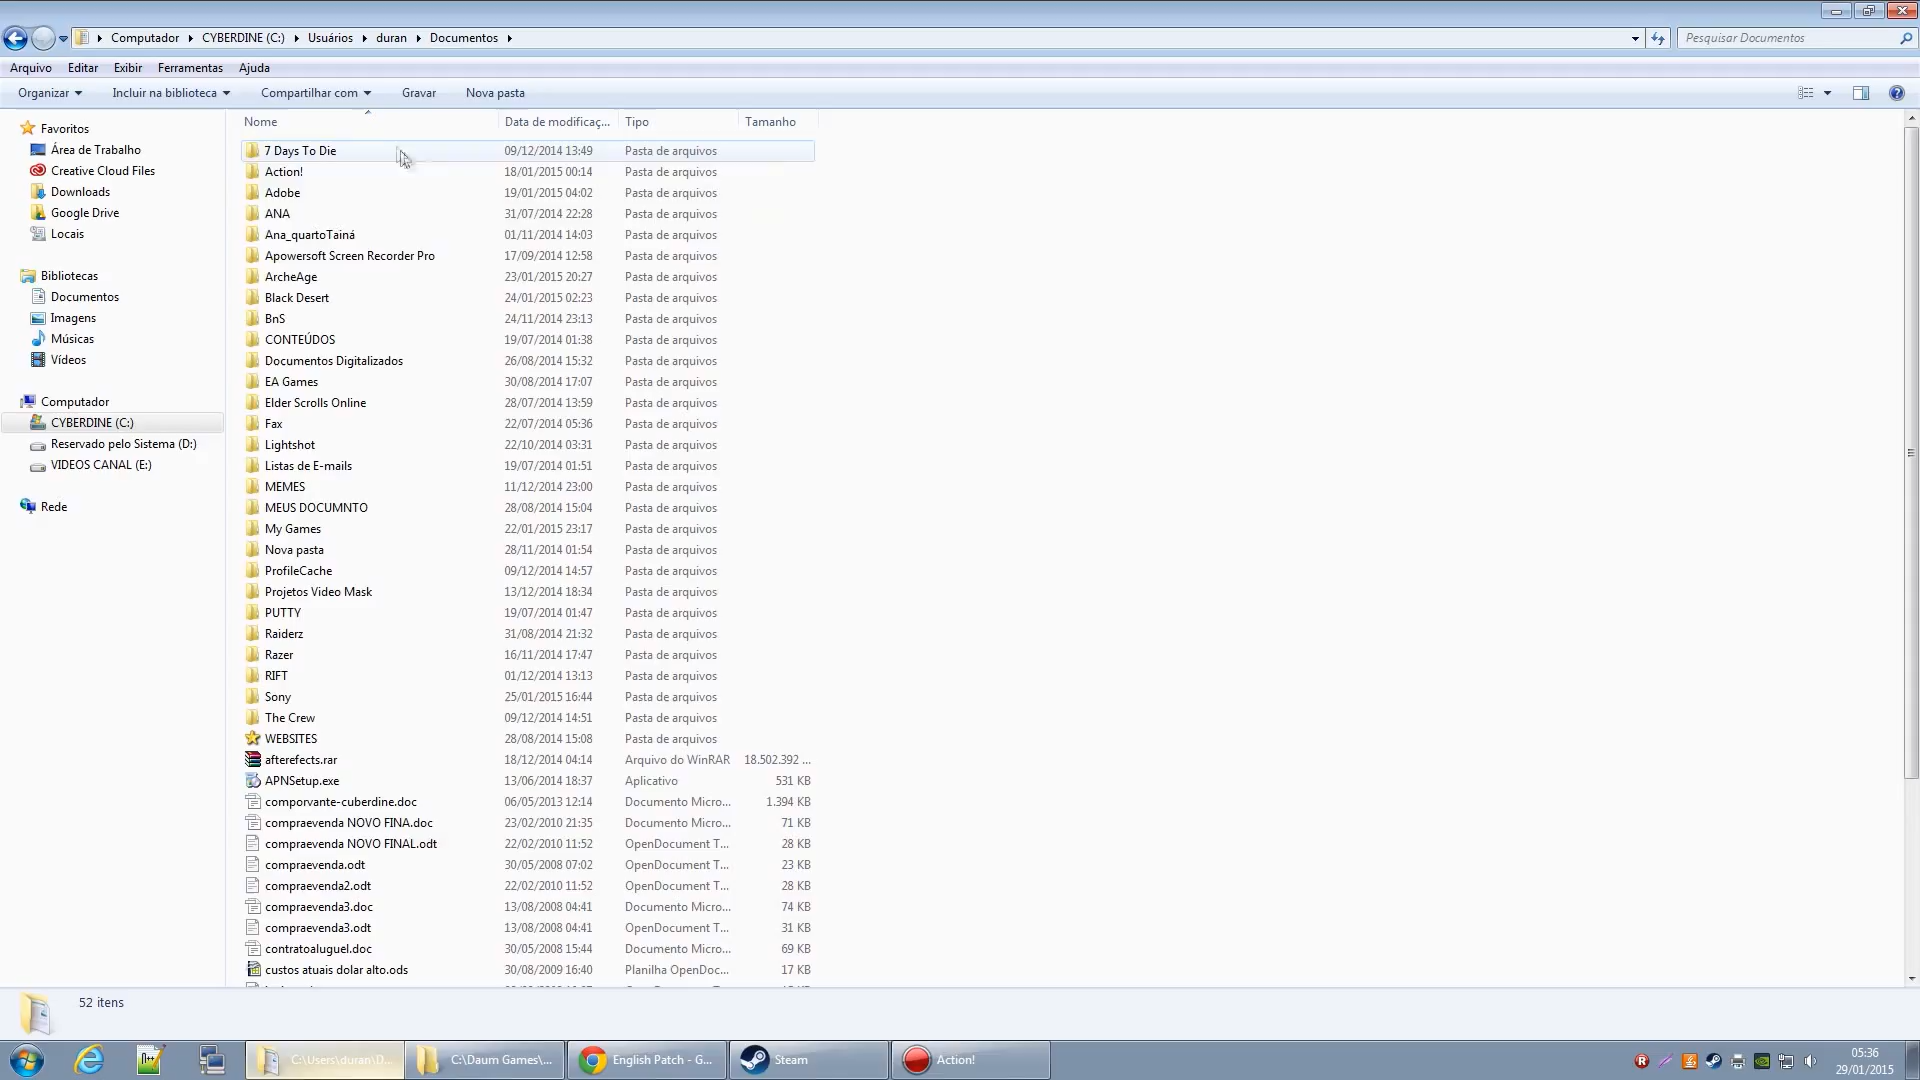 Computador CYBERDINE (C:) Usuários duran Documentos
Pesquisar Documentos
Arquivo Editar Exibir Ferramentas Ajuda
Organizar Incluir na biblioteca Compartilhar com Gravar Nova pasta
Favoritos
Área de Trabalho
Creative Cloud Files
Downloads
Google Drive
Locais
Bibliotecas
Documentos
Imagens
Músicas
Vídeos
Computador
CYBERDINE (C:)
Reservado pelo Sistema (D:)
VIDEOS CANAL (E:)
Rede
Nome Data de modificaç... Tipo Tamanho
7 Days To Die 09/12/2014 13:49 Pasta de arquivos
Action! 18/01/2015 00:14 Pasta de arquivos
Adobe 19/01/2015 04:02 Pasta de arquivos
ANA 31/07/2014 22:28 Pasta de arquivos
Ana_quartoTainá 01/11/2014 14:03 Pasta de arquivos
Apowersoft Screen Recorder Pro 17/09/2014 12:58 Pasta de arquivos
ArcheAge 23/01/2015 20:27 Pasta de arquivos
Black Desert 24/01/2015 02:23 Pasta de arquivos
BnS 24/11/2014 23:13 Pasta de arquivos
CONTEÚDOS 19/07/2014 01:38 Pasta de arquivos
Documentos Digitalizados 26/08/2014 15:32 Pasta de arquivos
EA Games 30/08/2014 17:07 Pasta de arquivos
Elder Scrolls Online 28/07/2014 13:59 Pasta de arquivos
Fax 22/07/2014 05:36 Pasta de arquivos
Lightshot 22/10/2014 03:31 Pasta de arquivos
Listas de E-mails 19/07/2014 01:51 Pasta de arquivos
MEMES 11/12/2014 23:00 Pasta de arquivos
MEUS DOCUMNTO 28/08/2014 15:04 Pasta de arquivos
My Games 22/01/2015 23:17 Pasta de arquivos
Nova pasta 28/11/2014 01:54 Pasta de arquivos
ProfileCache 09/12/2014 14:57 Pasta de arquivos
Projetos Video Mask 13/12/2014 18:34 Pasta de arquivos
PUTTY 19/07/2014 01:47 Pasta de arquivos
Raiderz 31/08/2014 21:32 Pasta de arquivos
Razer 16/11/2014 17:47 Pasta de arquivos
RIFT 01/12/2014 13:13 Pasta de arquivos
Sony 25/01/2015 16:44 Pasta de arquivos
The Crew 09/12/2014 14:51 Pasta de arquivos
WEBSITES 28/08/2014 15:08 Pasta de arquivos
afterefects.rar 18/12/2014 04:14 Arquivo do WinRAR 18.502.392 ...
APNSetup.exe 13/06/2014 18:37 Aplicativo 531 KB
comporvante-cuberdine.doc 06/05/2013 12:14 Documento Micro... 1.394 KB
compraevenda NOVO FINA.doc 23/02/2010 21:35 Documento Micro... 71 KB
compraevenda NOVO FINAL.odt 22/02/2010 11:52 OpenDocument T... 28 KB
compraevenda.odt 30/05/2008 07:02 OpenDocument T... 23 KB
compraevenda2.odt 22/02/2010 11:52 OpenDocument T... 28 KB
compraevenda3.doc 13/08/2008 04:41 Documento Micro... 74 KB
compraevenda3.odt 13/08/2008 04:41 OpenDocument T... 31 KB
contratoaluguel.doc 30/05/2008 15:44 Documento Micro... 69 KB
custos atuais dolar alto.ods 30/08/2009 16:40 Planilha OpenDoc... 17 KB
52 itens
C:\Users\duran\D... C:\Daum Games\... English Patch - G... Steam Action!
05:36
29/01/2015